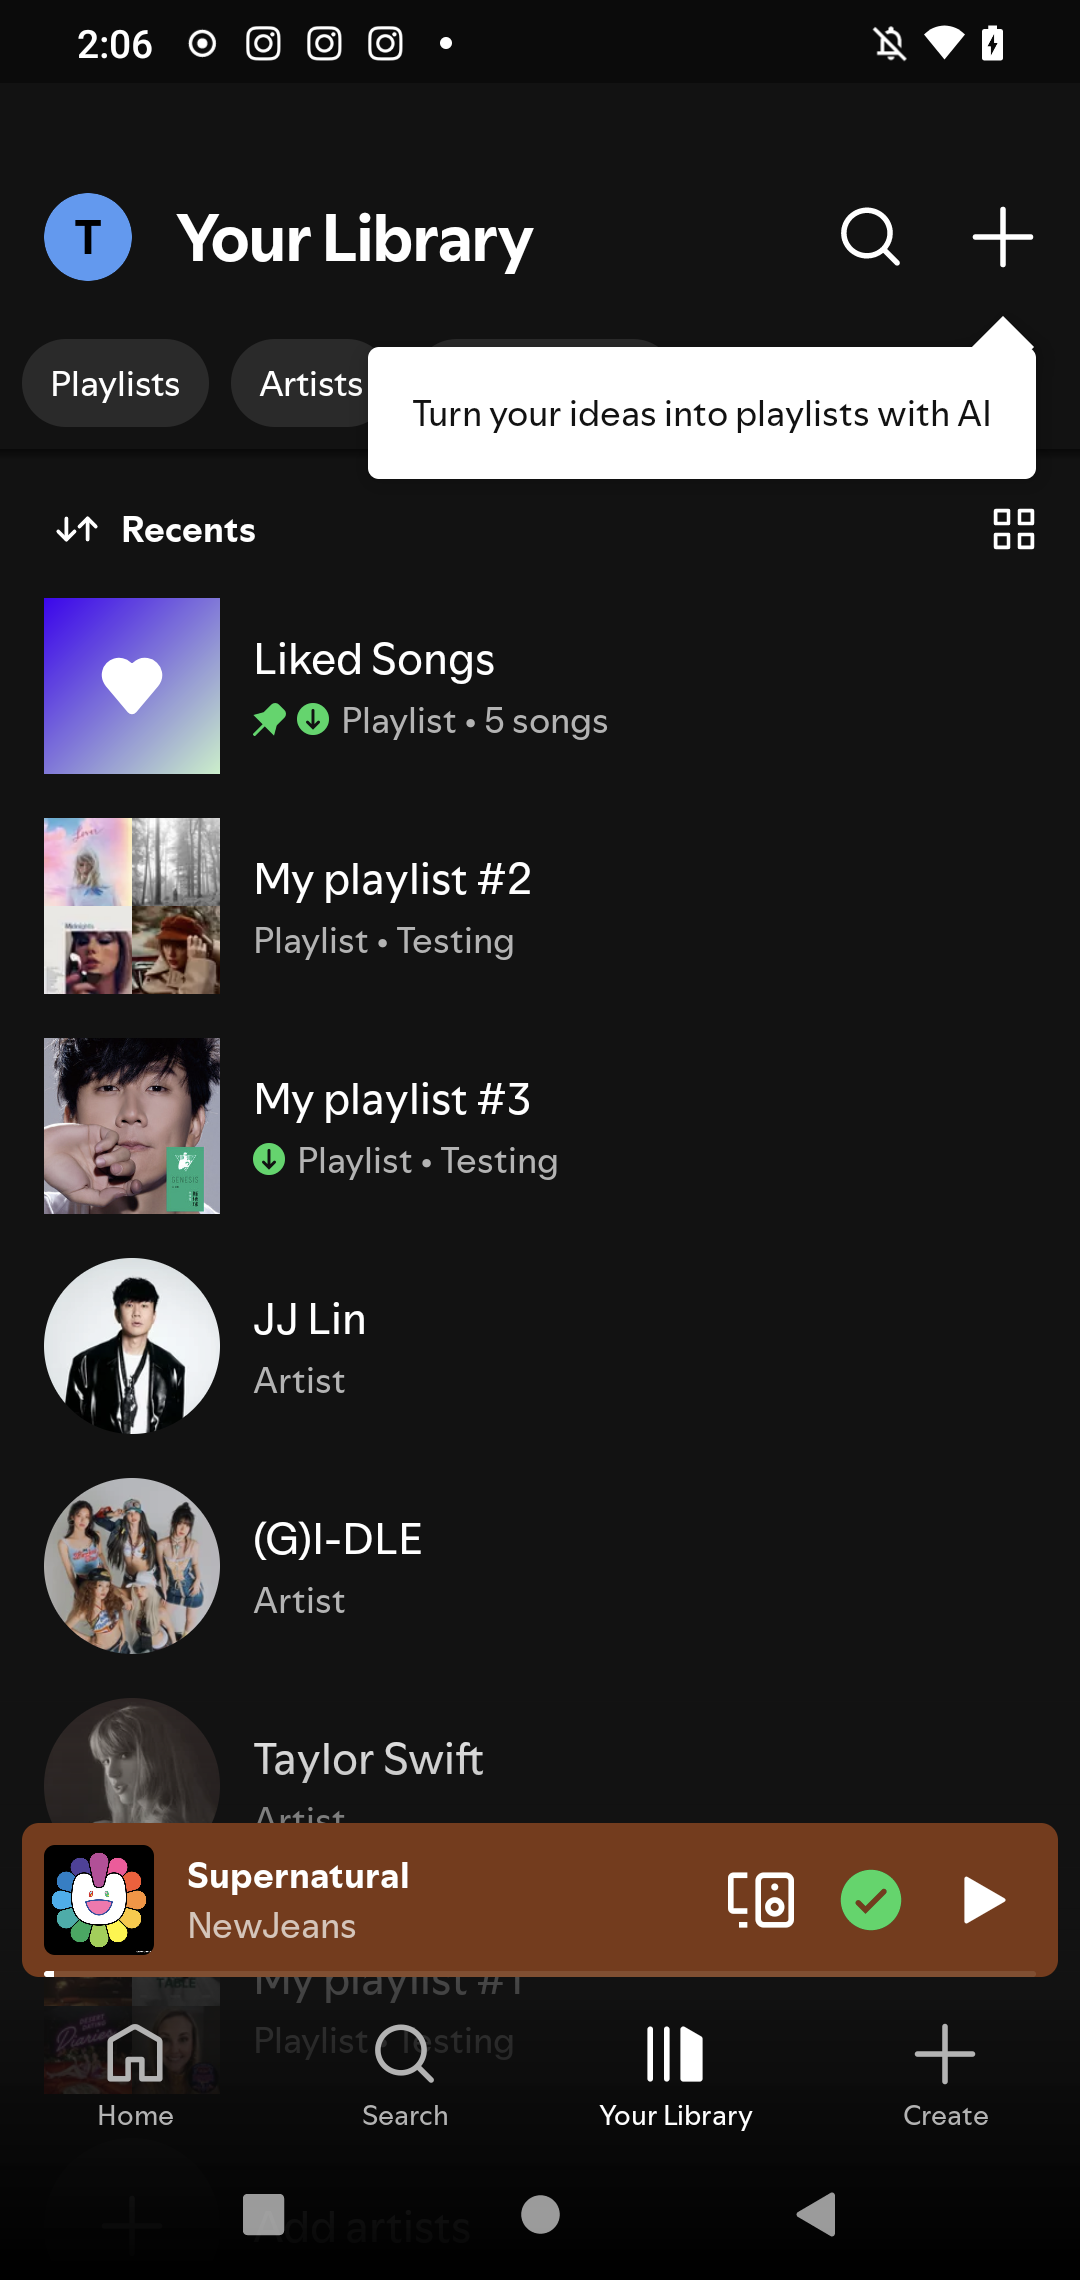 2:06
T
Your Library
Playlists
Artists
Turn your ideas into playlists with AI
Recents
Liked Songs
Playlist • 5 songs
My playlist #2
Playlist • Testing
My playlist #3
Playlist • Testing
GENESIS
JJ Lin
Artist
(G)I-DLE
Artist
Taylor Swift
Artist
Supernatural
NewJeans
My playlist #1
Playlist • Testing
Home
Search
Your Library
Create
Add artists